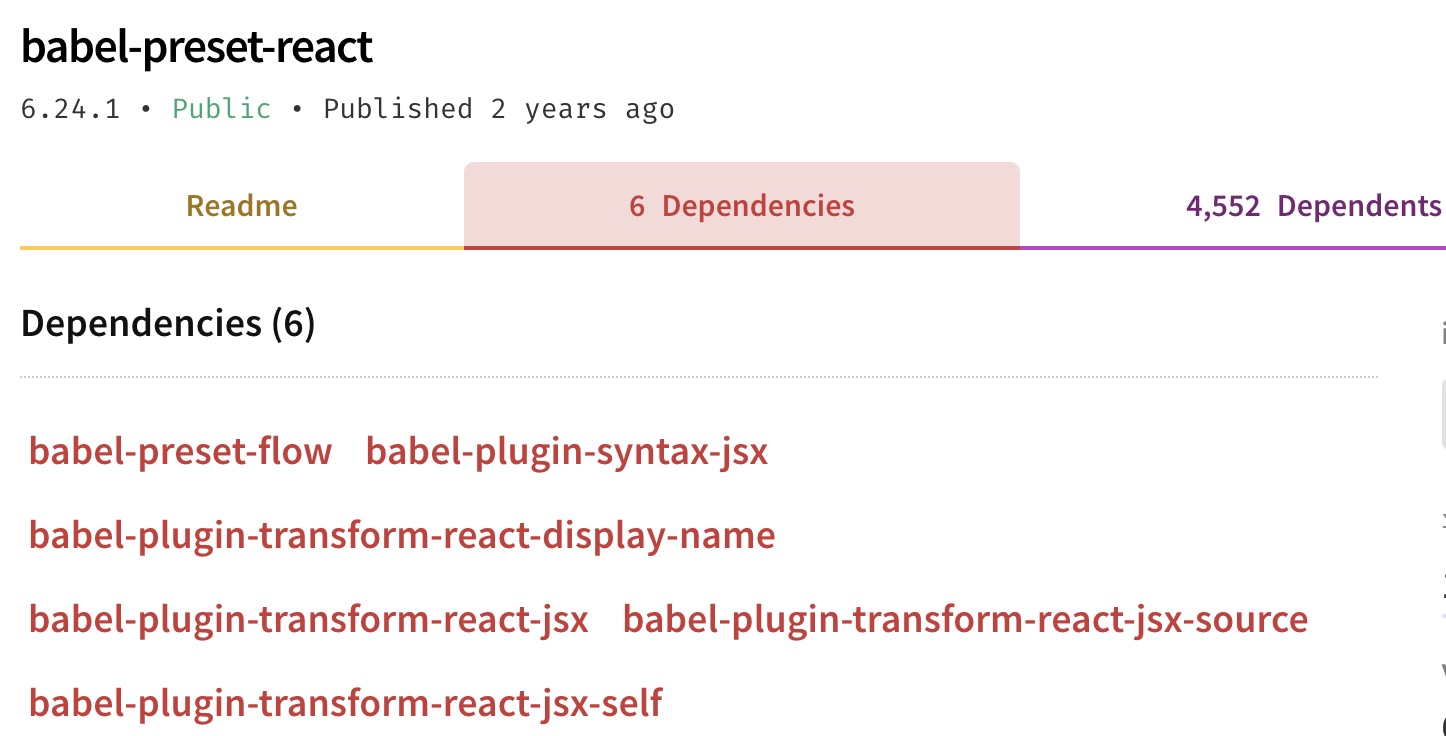 babel-preset-react
6.24.1 • Public • Published 2 years ago
Readme
6 Dependencies
4,552 Dependents
Dependencies (6)
babel-preset-flow babel-plugin-syntax-jsx
babel-plugin-transform-react-display-name
babel-plugin-transform-react-jsx babel-plugin-transform-react-jsx-source
babel-plugin-transform-react-jsx-self